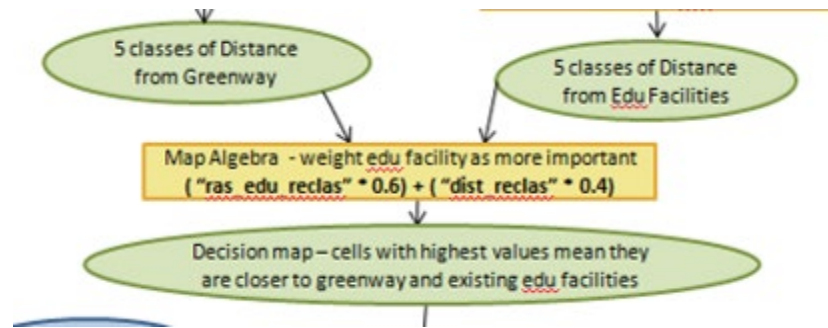 5 classes of Distance
from Greenway
5 classes of Distance
from Edu Facilities
Map Algebra - weight edu facility as more important
( “ras_edu_reclas” * 0.6) + ( “dist_reclas” * 0.4)
Decision map – cells with highest values mean they
are closer to greenway and existing edu facilities